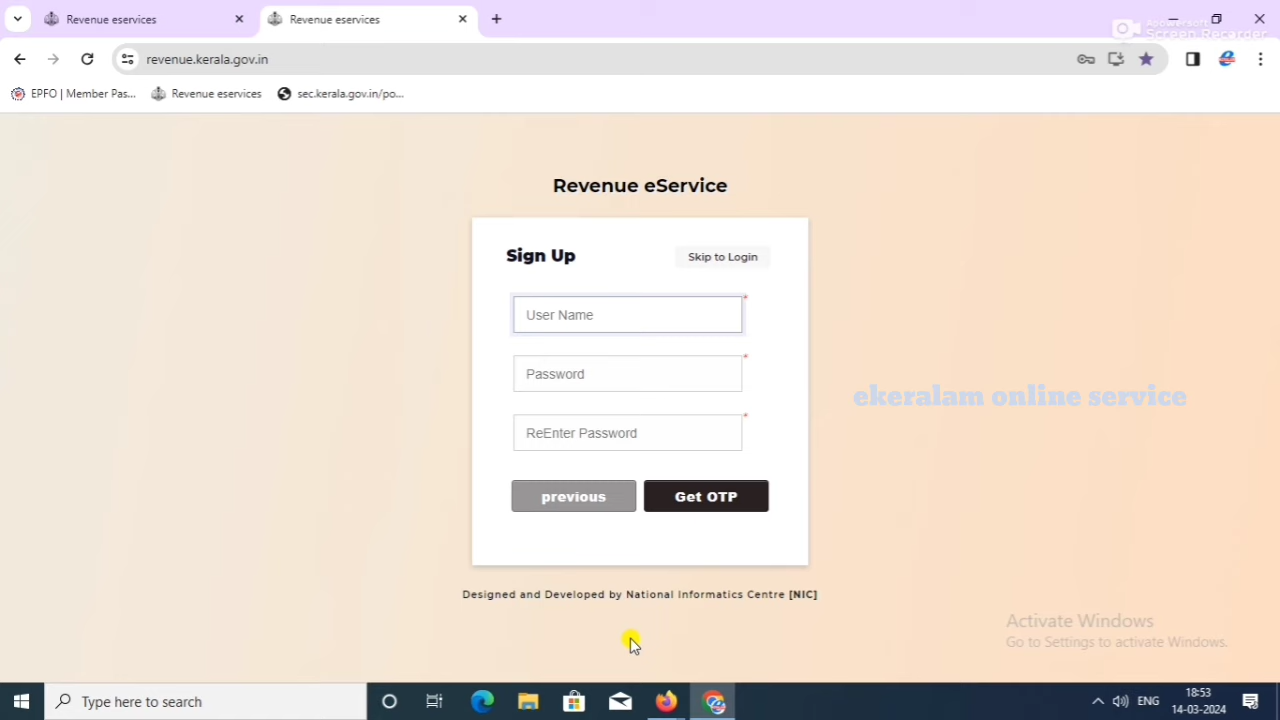 Revenue eservices
Revenue eservices
Apowersoft
Screen Recorder
revenue.kerala.gov.in
EPFO | Member Pas...
Revenue eservices
sec.kerala.gov.in/po...
Revenue eService
Sign Up
Skip to Login
User Name
*
Password
*
ReEnter Password
*
previous
Get OTP
ekeralam online service
Designed and Developed by National Informatics Centre [NIC]
Activate Windows
Go to Settings to activate Windows.
Type here to search
ENG
18:53
14-03-2024